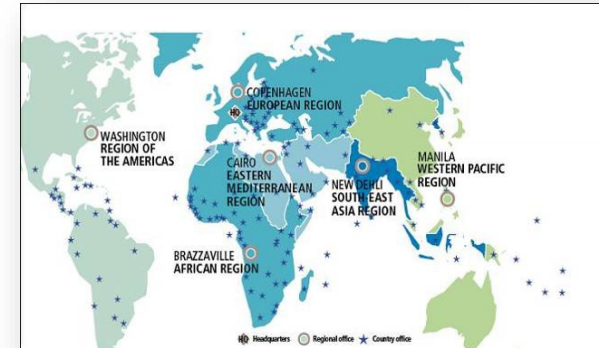 COPENHAGEN
EUROPEAN REGION
HQ
WASHINGTON
REGION OF
THE AMERICAS
CAIRO
EASTERN
MEDITERRANEAN
REGION
NEW DEHLI
SOUTH-EAST
ASIA REGION
MANILA
WESTERN PACIFIC
REGION
BRAZZAVILLE
AFRICAN REGION
HQ Headquarters Regional office Country office